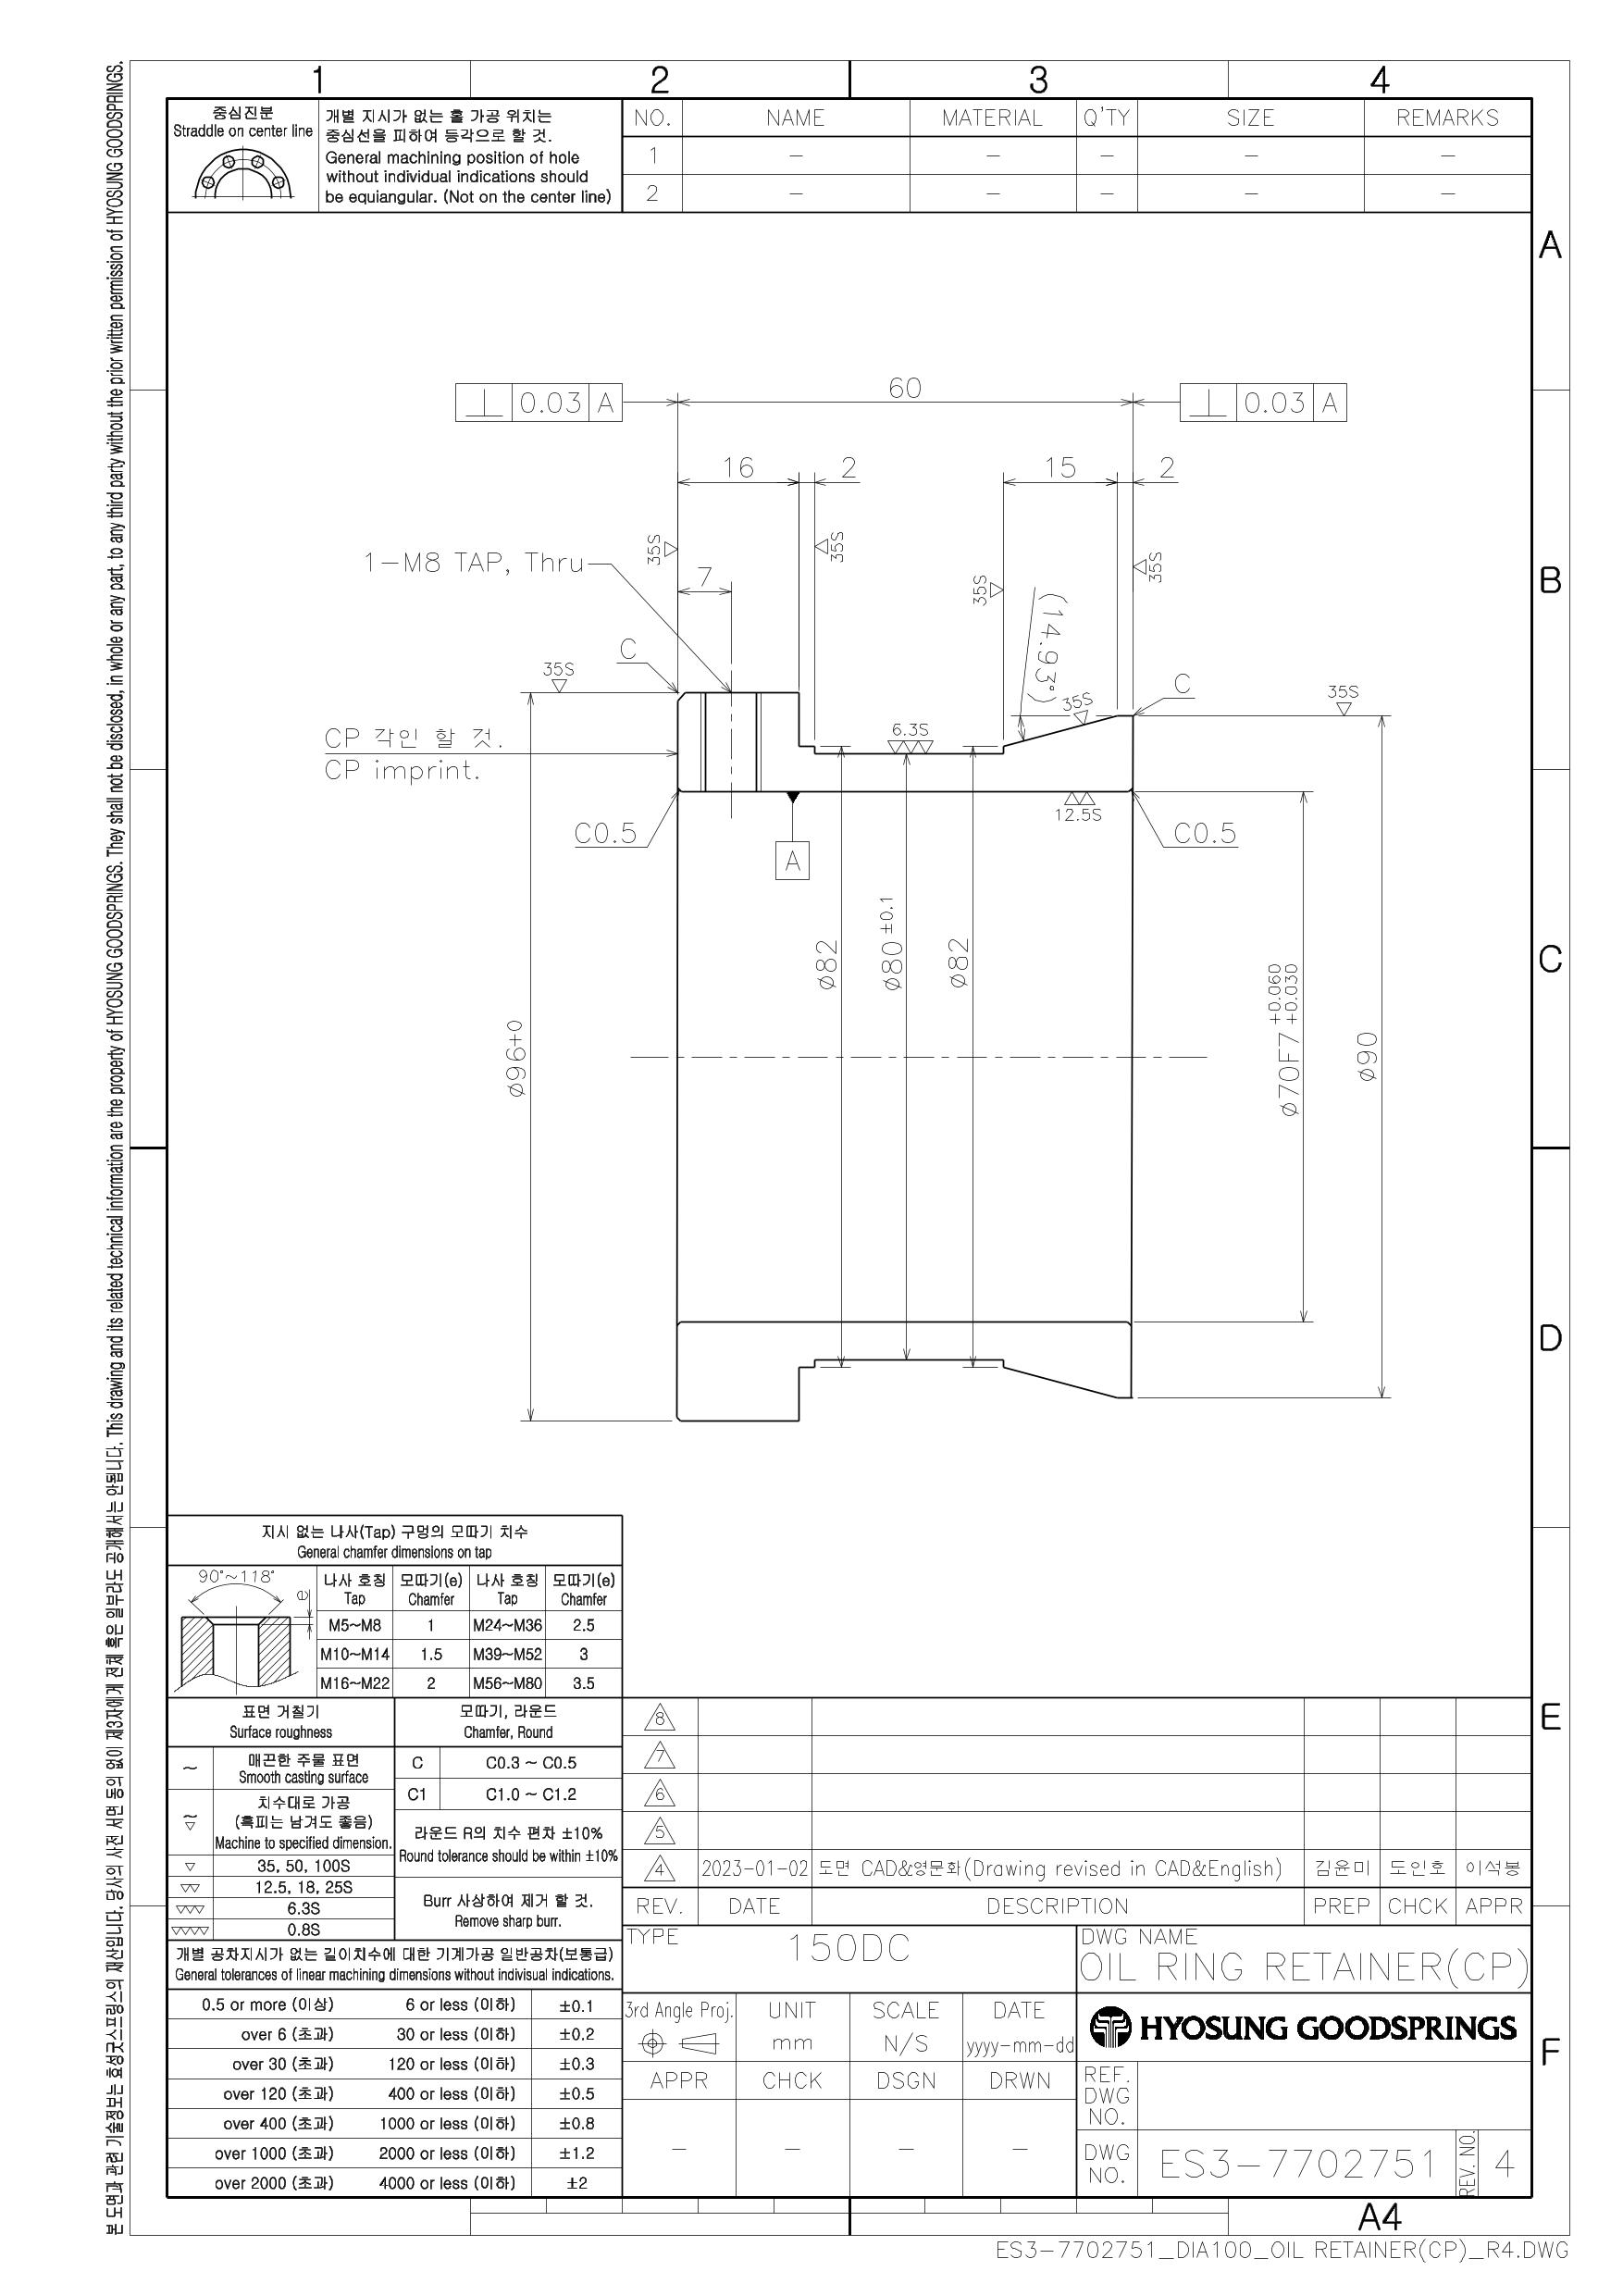 1 2 3 4
중심진분
Straddle on center line
개별 지시가 없는 홀 가공 위치는
중심선을 피하여 등각으로 할 것.
General machining position of hole
without individual indications should
be equiangular. (Not on the center line)
NO. NAME MATERIAL Q'TY SIZE REMARKS
1 – – – – –
2 – – – – –
A
B
C
D
E
F
본 도면과 관련 기술정보는 효성굿스프링스의 재산입니다. 당사의 사전 서면 동의 없이 제3자에게 전체 혹은 일부라도 공개해서는 안됩니다. This drawing and its related technical information are the property of HYOSUNG GOODSPRINGS. They shall not be disclosed, in whole or any part, to any third party without the prior written permission of HYOSUNG GOODSPRINGS.
60
⊥ 0.03 A
⊥ 0.03 A
16 2 15 2
35S 35S 35S 35S
1-M8 TAP, Thru
7
(14.93°)
C
35S
C
35S
35S
6.3S
CP 각인 할 것.
CP imprint.
12.5S
C0.5
C0.5
A
ø82
ø80±0.1
ø82
ø96+0
ø70F7 +0.060 +0.030
ø90
지시 없는 나사(Tap) 구멍의 모따기 치수
General chamfer dimensions on tap
90°~118°
e
나사 호칭 모따기(e) 나사 호칭 모따기(e)
Tap Chamfer Tap Chamfer
M5~M8 1 M24~M36 2.5
M10~M14 1.5 M39~M52 3
M16~M22 2 M56~M80 3.5
표면 거칠기
Surface roughness
~ 매끈한 주물 표면
Smooth casting surface
치수대로 가공
(흑피는 남겨도 좋음)
Machine to specified dimension.
▽ 35, 50, 100S
▽▽ 12.5, 18, 25S
▽▽▽ 6.3S
▽▽▽▽ 0.8S
모따기, 라운드
Chamfer, Round
C C0.3 ~ C0.5
C1 C1.0 ~ C1.2
라운드 R의 치수 편차 ±10%
Round tolerance should be within ±10%
Burr 사상하여 제거 할 것.
Remove sharp burr.
개별 공차지시가 없는 길이치수에 대한 기계가공 일반공차(보통급)
General tolerances of linear machining dimensions without indivisual indications.
0.5 or more (이상) 6 or less (이하) ±0.1
over 6 (초과) 30 or less (이하) ±0.2
over 30 (초과) 120 or less (이하) ±0.3
over 120 (초과) 400 or less (이하) ±0.5
over 400 (초과) 1000 or less (이하) ±0.8
over 1000 (초과) 2000 or less (이하) ±1.2
over 2000 (초과) 4000 or less (이하) ±2
8
7
6
5
4 2023-01-02 도면 CAD&영문화(Drawing revised in CAD&English) 김윤미 도인호 이석봉
REV. DATE DESCRIPTION PREP CHCK APPR
TYPE 150DC
DWG NAME
OIL RING RETAINER(CP)
3rd Angle Proj. UNIT SCALE DATE
mm N/S yyyy-mm-dd
HYOSUNG GOODSPRINGS
APPR CHCK DSGN DRWN
– – – –
REF.
DWG
NO.
DWG
NO.
ES3-7702751
REV. NO.
4
A4
ES3-7702751_DIA100_OIL RETAINER(CP)_R4.DWG